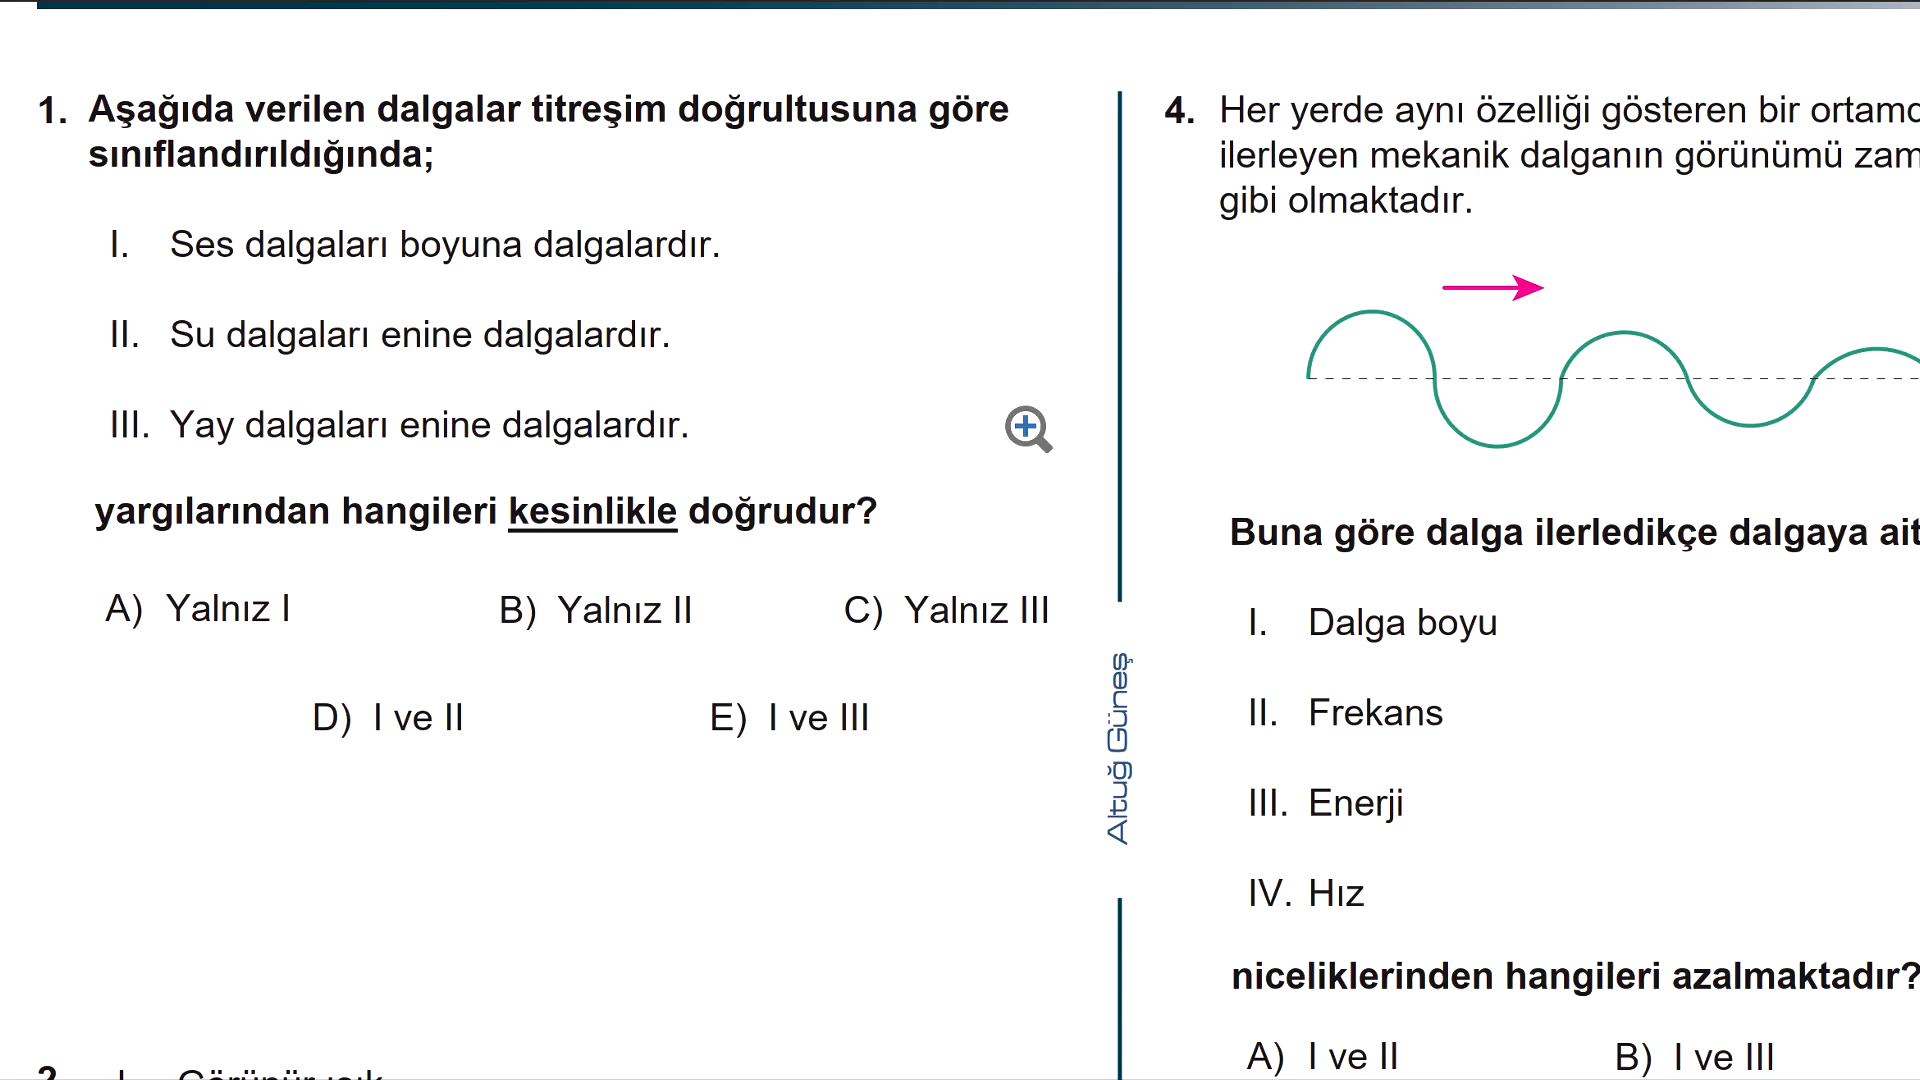 1. Aşağıda verilen dalgalar titreşim doğrultusuna göre
sınıflandırıldığında;
I. Ses dalgaları boyuna dalgalardır.
II. Su dalgaları enine dalgalardır.
III. Yay dalgaları enine dalgalardır.
yargılarından hangileri kesinlikle doğrudur?
A) Yalnız I B) Yalnız II C) Yalnız III
D) I ve II E) I ve III
Altuğ Güneş
4. Her yerde aynı özelliği gösteren bir
ilerleyen mekanik dalganın görünümü
gibi olmaktadır.
Buna göre dalga ilerledikçe dalgaya ait
I. Dalga boyu
II. Frekans
III. Enerji
IV. Hız
niceliklerinden hangileri azalmaktadır?
A) I ve II B) I ve III